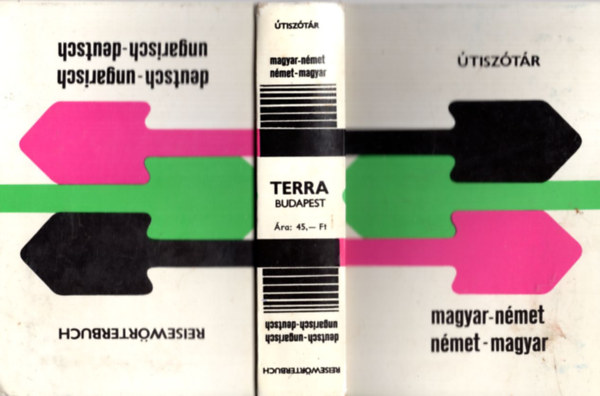 REISEWÖRTERBUCH
deutsch-ungarisch
ungarisch-deutsch
ÚTISZÓTÁR
magyar-német
német-magyar
TERRA
BUDAPEST
Ára: 45,— Ft
deutsch-ungarisch
ungarisch-deutsch
REISEWÖRTERBUCH
ÚTISZÓTÁR
magyar-német
német-magyar